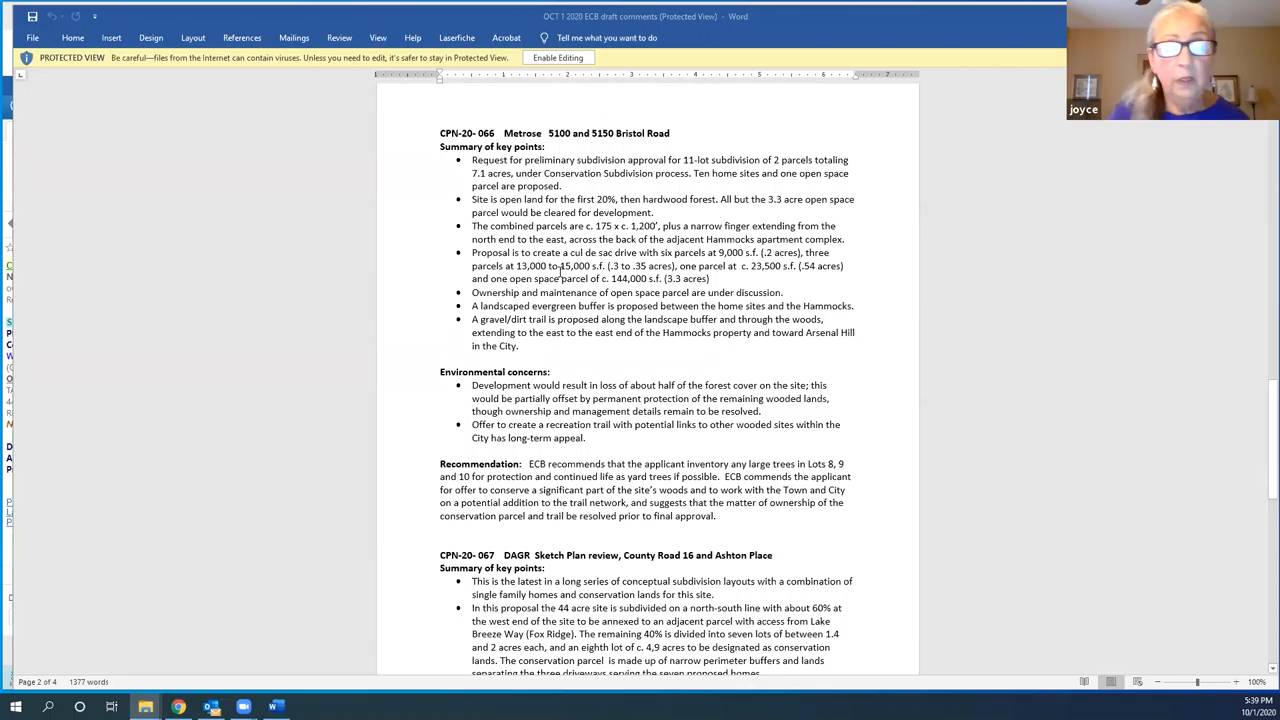 OCT 1 2020 ECB draft comments (Protected View) - Word
File Home Insert Design Layout References Mailings Review View Help Laserfiche Acrobat Tell me what you want to do
PROTECTED VIEW Be careful—files from the Internet can contain viruses. Unless you need to edit, it's safer to stay in Protected View. Enable Editing
joyce
CPN-20- 066 Metrose 5100 and 5150 Bristol Road
Summary of key points:
• Request for preliminary subdivision approval for 11-lot subdivision of 2 parcels totaling
7.1 acres, under Conservation Subdivision process. Ten home sites and one open space
parcel are proposed.
• Site is open land for the first 20%, then hardwood forest. All but the 3.3 acre open space
parcel would be cleared for development.
• The combined parcels are c. 175 x c. 1,200', plus a narrow finger extending from the
north end to the east, across the back of the adjacent Hammocks apartment complex.
• Proposal is to create a cul de sac drive with six parcels at 9,000 s.f. (.2 acres), three
parcels at 13,000 to 15,000 s.f. (.3 to .35 acres), one parcel at c. 23,500 s.f. (.54 acres)
and one open space parcel of c. 144,000 s.f. (3.3 acres)
• Ownership and maintenance of open space parcel are under discussion.
• A landscaped evergreen buffer is proposed between the home sites and the Hammocks.
• A gravel/dirt trail is proposed along the landscape buffer and through the woods,
extending to the east to the east end of the Hammocks property and toward Arsenal Hill
in the City.
Environmental concerns:
• Development would result in loss of about half of the forest cover on the site; this
would be partially offset by permanent protection of the remaining wooded lands,
though ownership and management details remain to be resolved.
• Offer to create a recreation trail with potential links to other wooded sites within the
City has long-term appeal.
Recommendation: ECB recommends that the applicant inventory any large trees in Lots 8, 9
and 10 for protection and continued life as yard trees if possible. ECB commends the applicant
for offer to conserve a significant part of the site's woods and to work with the Town and City
on a potential addition to the trail network, and suggests that the matter of ownership of the
conservation parcel and trail be resolved prior to final approval.
CPN-20- 067 DAGR Sketch Plan review, County Road 16 and Ashton Place
Summary of key points:
• This is the latest in a long series of conceptual subdivision layouts with a combination of
single family homes and conservation lands for this site.
• In this proposal the 44 acre site is subdivided on a north-south line with about 60% at
the west end of the site to be annexed to an adjacent parcel with access from Lake
Breeze Way (Fox Ridge). The remaining 40% is divided into seven lots of between 1.4
and 2 acres each, and an eighth lot of c. 4,9 acres to be designated as conservation
lands. The conservation parcel is made up of narrow perimeter buffers and lands
separating the three driveways serving the seven proposed homes.
Page 2 of 4 1377 words
100%
5:39 PM
10/1/2020